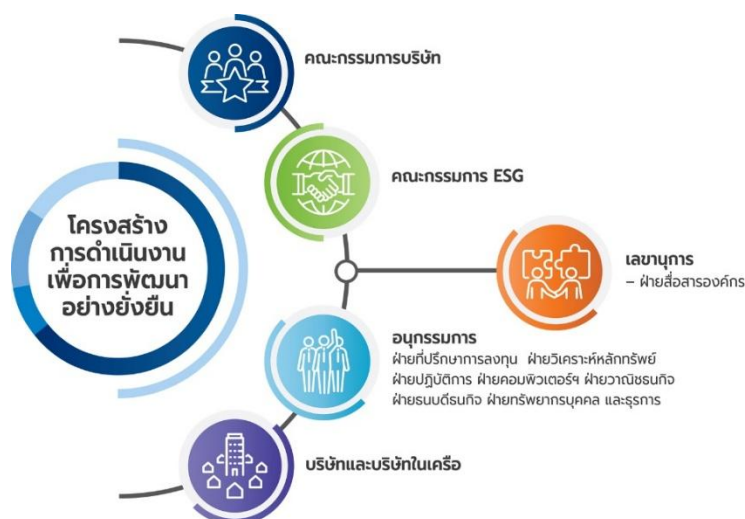 คณะกรรมการบริษัท
คณะกรรมการ ESG
โครงสร้าง
การดำเนินงาน
เพื่อการพัฒนา
อย่างยั่งยืน
เลขานุการ
– ฝ่ายสื่อสารองค์กร
อนุกรรมการ
ฝ่ายที่ปรึกษาการลงทุน ฝ่ายวิเคราะห์หลักทรัพย์
ฝ่ายปฏิบัติการ ฝ่ายคอมพิวเตอร์ฯ ฝ่ายวาณิชธนกิจ
ฝ่ายธนบดีธนกิจ ฝ่ายทรัพยากรบุคคล และธุรการ
บริษัทและบริษัทในเครือ